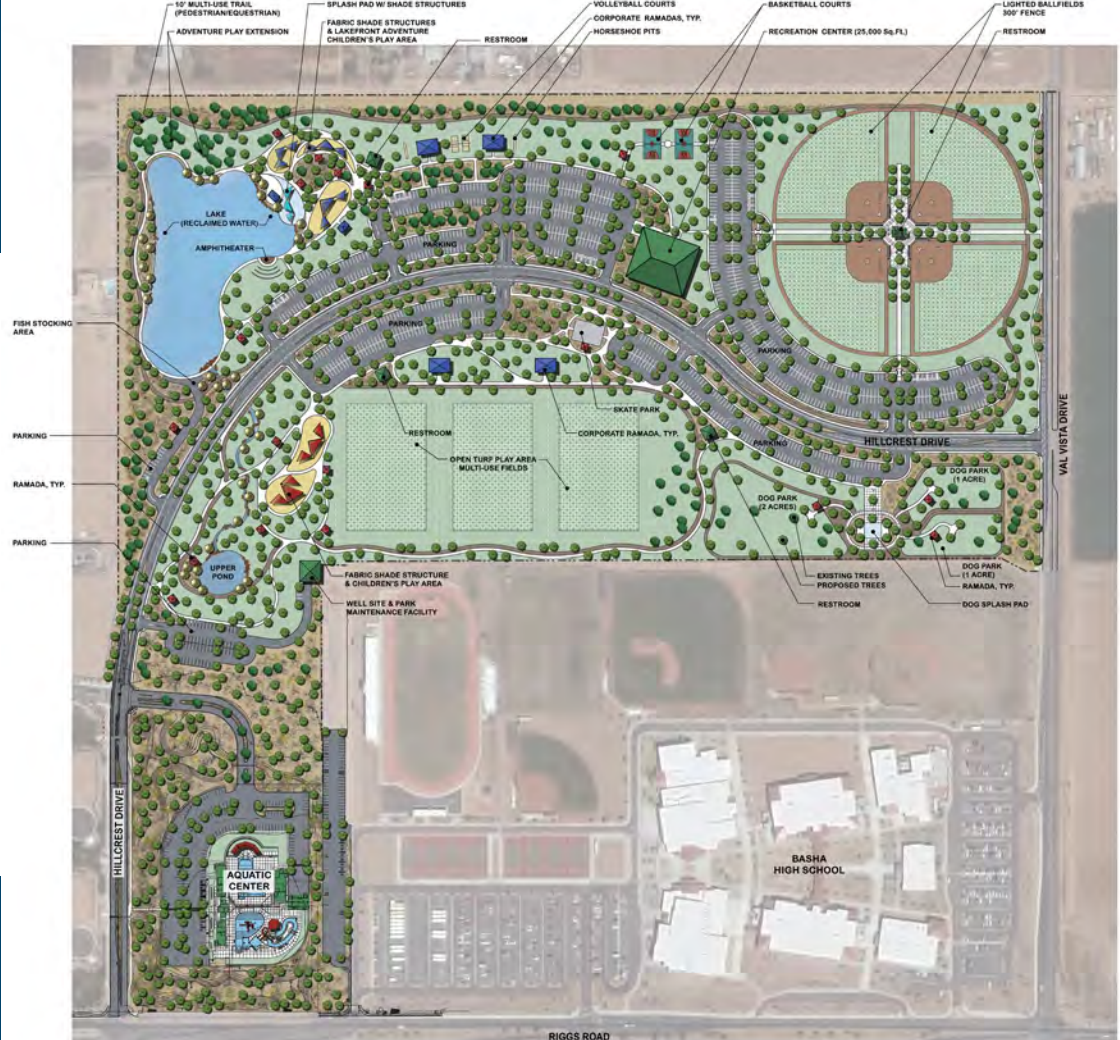 10' MULTI-USE TRAIL
(PEDESTRIAN/EQUESTRIAN)
ADVENTURE PLAY EXTENSION
SPLASH PAD W/ SHADE STRUCTURES
FABRIC SHADE STRUCTURES
& LAKEFRONT ADVENTURE
CHILDREN'S PLAY AREA
RESTROOM
VOLLEYBALL COURTS
CORPORATE RAMADAS, TYP.
HORSESHOE PITS
BASKETBALL COURTS
RECREATION CENTER (25,000 Sq.Ft.)
LIGHTED BALLFIELDS
300' FENCE
RESTROOM
LAKE
(RECLAIMED WATER)
AMPHITHEATER
PARKING
PARKING
PARKING
FISH STOCKING
AREA
SKATE PARK
RESTROOM
CORPORATE RAMADA, TYP.
OPEN TURF PLAY AREA
MULTI-USE FIELDS
PARKING
HILLCREST DRIVE
VAL VISTA DRIVE
PARKING
RAMADA, TYP.
PARKING
DOG PARK
(2 ACRES)
DOG PARK
(1 ACRE)
UPPER
POND
FABRIC SHADE STRUCTURE
& CHILDREN'S PLAY AREA
WELL SITE & PARK
MAINTENANCE FACILITY
EXISTING TREES
PROPOSED TREES
RESTROOM
DOG PARK
(1 ACRE)
RAMADA, TYP.
DOG SPLASH PAD
HILLCREST DRIVE
AQUATIC
CENTER
BASHA
HIGH SCHOOL
RIGGS ROAD